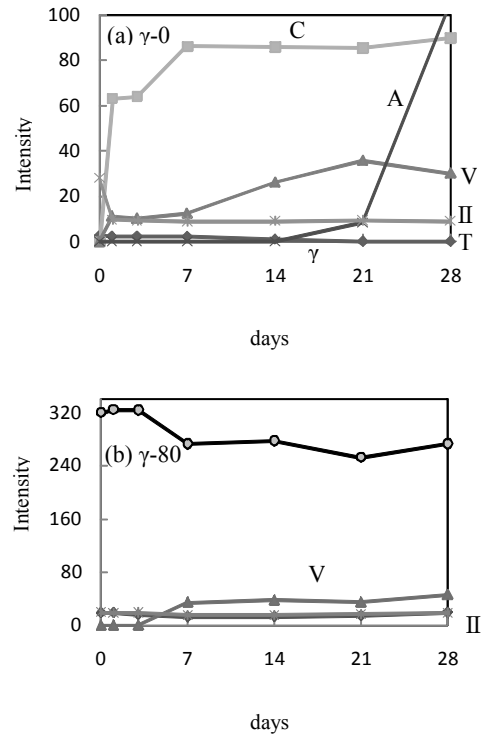 100
(a) γ-0
C
80
A
60
Intensity
40
V
20
Ⅱ
T
0
γ
0 7 14 21 28
days
320
(b) γ-80
240
Intensity
160
V
80
Ⅱ
0
0 7 14 21 28
days